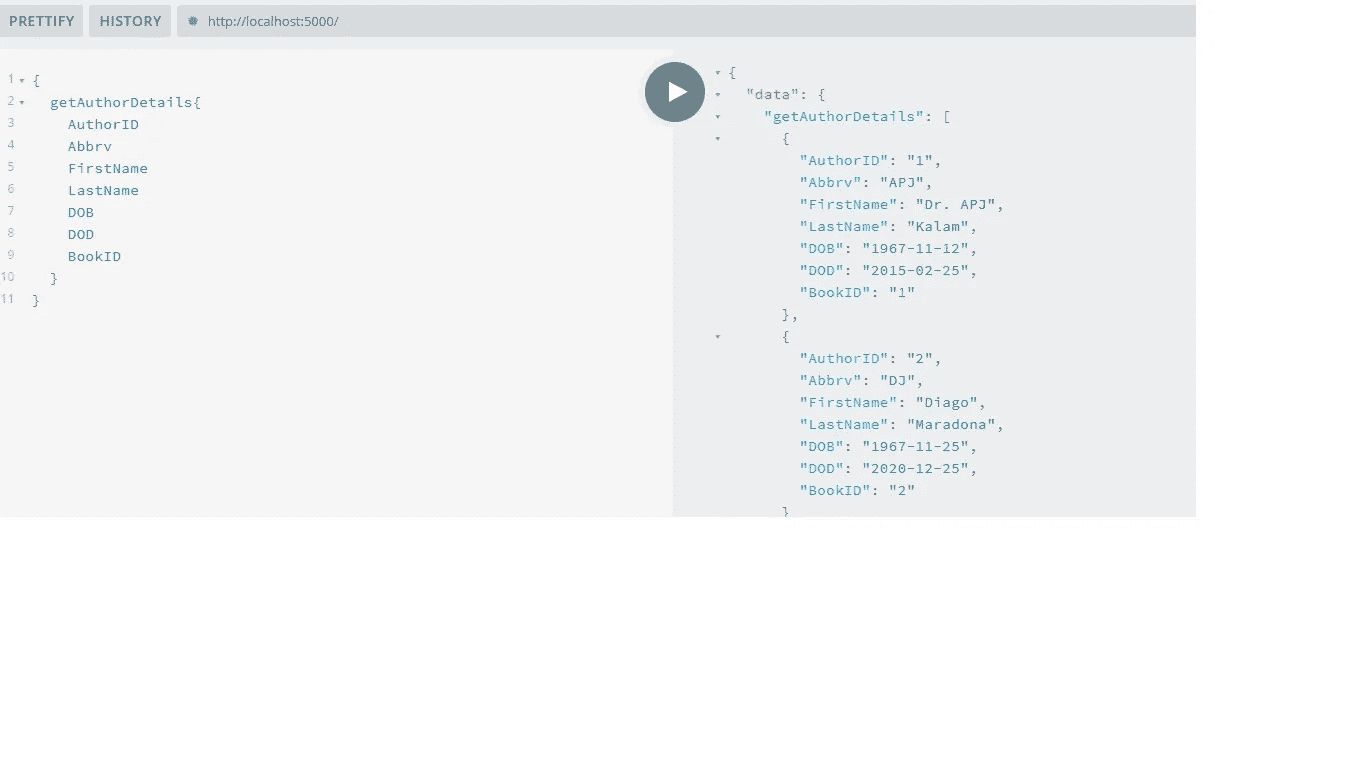 PRETTIFY HISTORY http://localhost:5000/
1 {
2 getAuthorDetails{
3 AuthorID
4 Abbrv
5 FirstName
6 LastName
7 DOB
8 DOD
9 BookID
10 }
11 }
{
"data": {
"getAuthorDetails": [
{
"AuthorID": "1",
"Abbrv": "APJ",
"FirstName": "Dr. APJ",
"LastName": "Kalam",
"DOB": "1967-11-12",
"DOD": "2015-02-25",
"BookID": "1"
},
{
"AuthorID": "2",
"Abbrv": "DJ",
"FirstName": "Diago",
"LastName": "Maradona",
"DOB": "1967-11-25",
"DOD": "2020-12-25",
"BookID": "2"
}